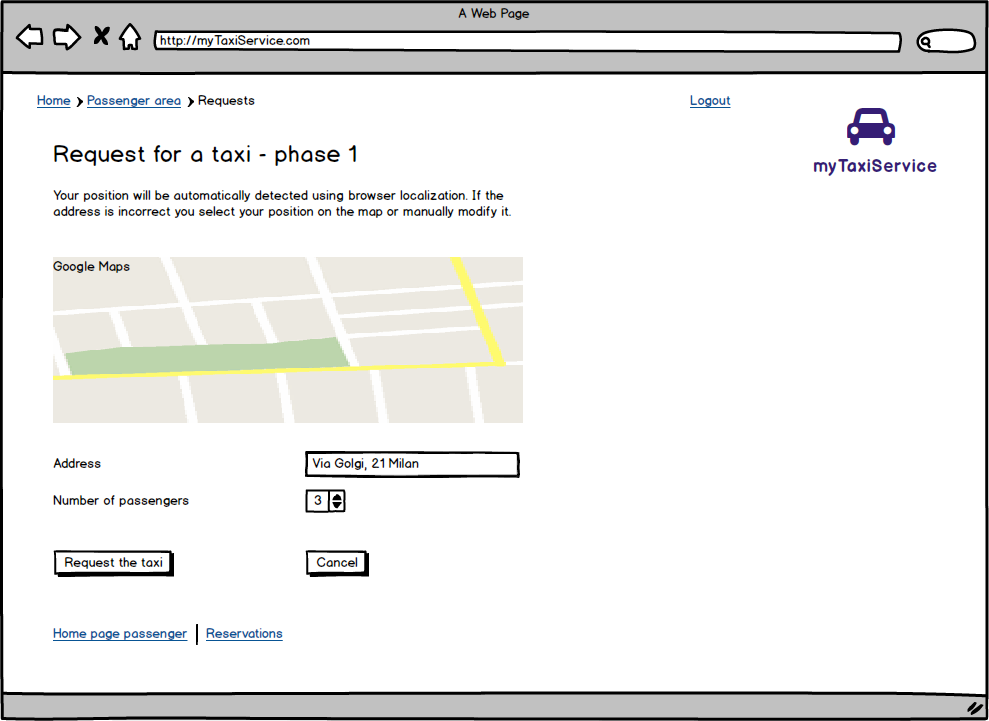 A Web Page
http://myTaxiService.com
Home Passenger area Requests
Logout
myTaxiService
Request for a taxi - phase 1
Your position will be automatically detected using browser localization. If the
address is incorrect you select your position on the map or manually modify it.
Google Maps
Address
Via Golgi, 21 Milan
Number of passengers
3
Request the taxi
Cancel
Home page passenger
Reservations